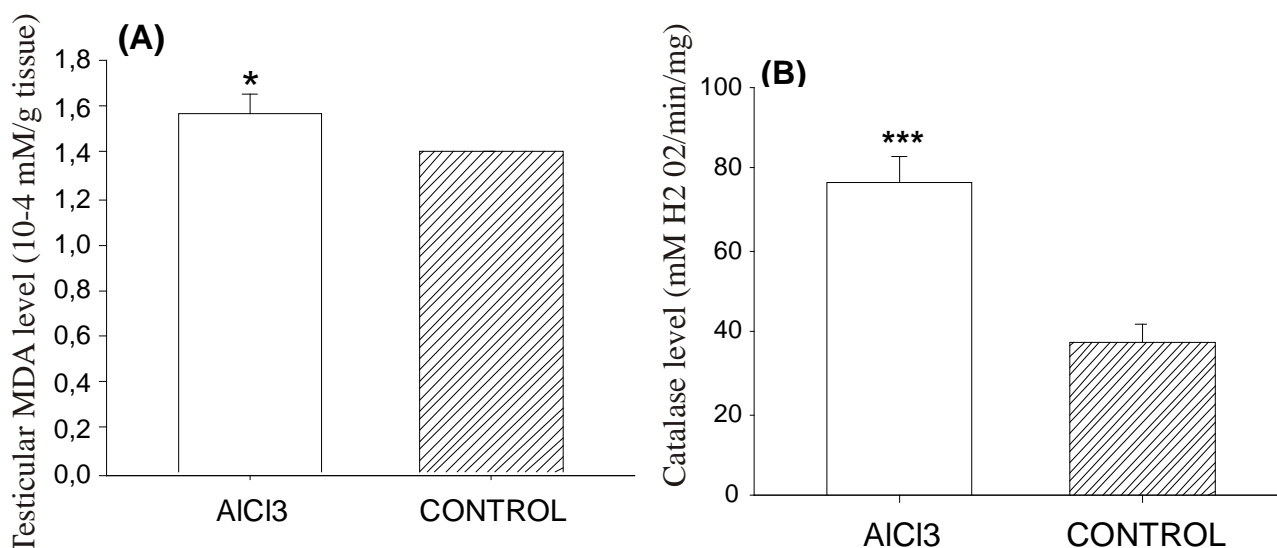 (A)
Testicular MDA level (10-4 mM/g tissue)
1,8
1,6
1,4
1,2
1,0
0,8
0,6
0,4
0,2
0,0
*
AlCl3
CONTROL
(B)
Catalase level (mM H2 02/min/mg)
100
80
60
40
20
0
***
AlCl3
CONTROL